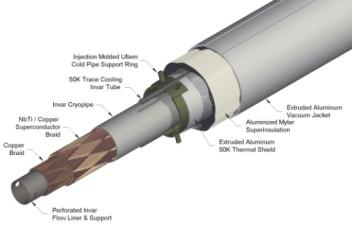 Injection Molded Ultem
Cold Pipe Support Ring
50K Trace Cooling
Invar Tube
Invar Cryopipe
NbTi / Copper
Superconductor
Braid
Copper
Braid
Perforated Invar
Flow Liner & Support
Extruded Aluminum
Vacuum Jacket
Aluminized Mylar
Superinsulation
Extruded Aluminum
50K Thermal Shield